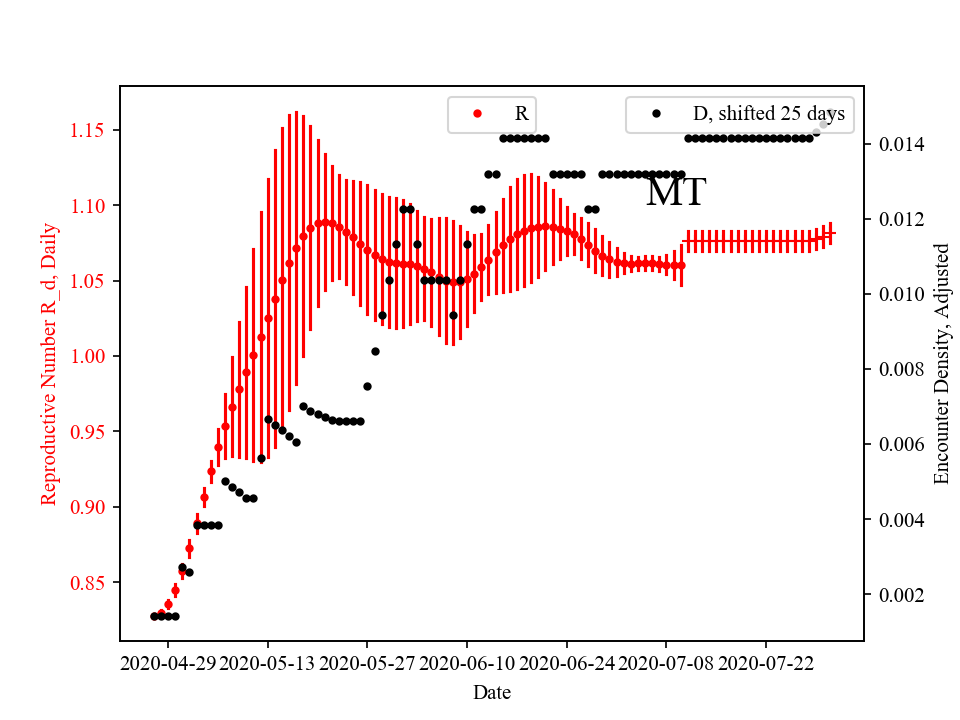 R
D, shifted 25 days
MT
Reproductive Number R_d, Daily
1.15
1.10
1.05
1.00
0.95
0.90
0.85
0.014
0.012
0.010
0.008
0.006
0.004
0.002
Encounter Density, Adjusted
2020-04-29 2020-05-13 2020-05-27 2020-06-10 2020-06-24 2020-07-08 2020-07-22
Date